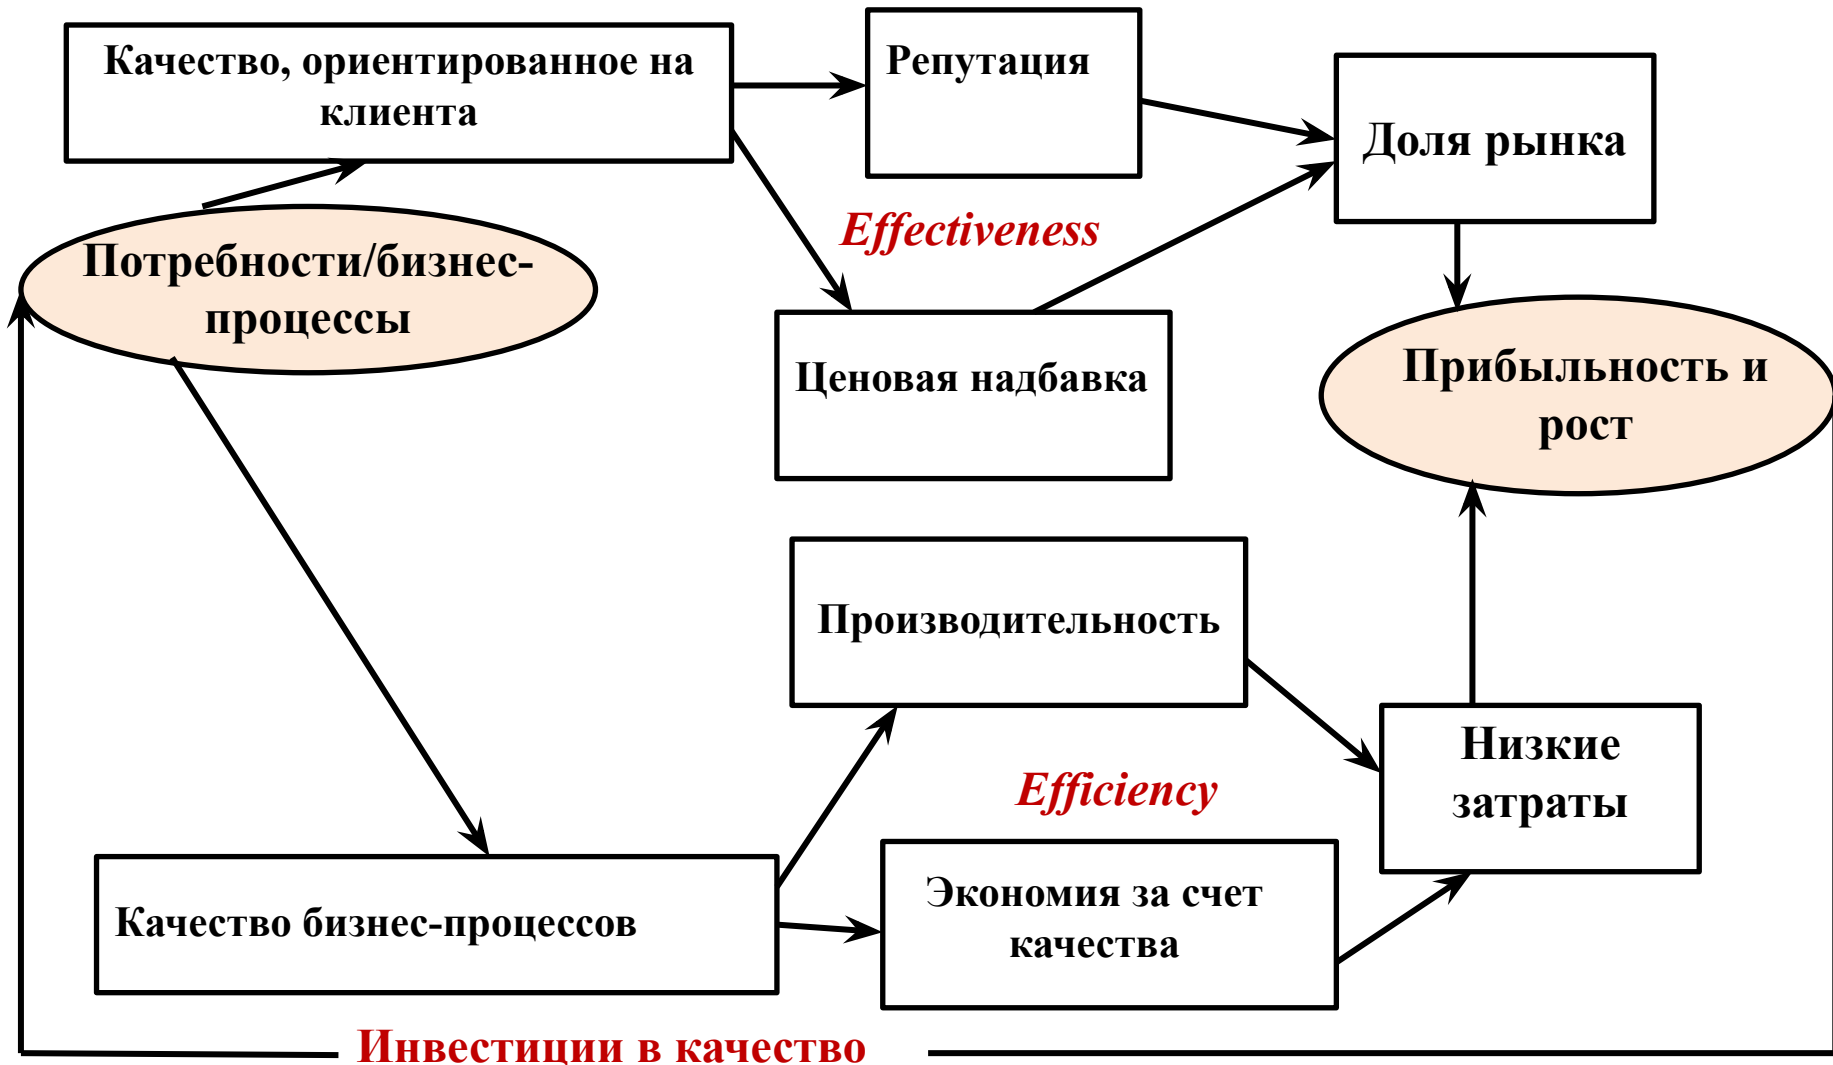 Качество, ориентированное на
клиента
Репутация
Доля рынка
Effectiveness
Потребности/бизнес-
процессы
Ценовая надбавка
Прибыльность и
рост
Производительность
Низкие
затраты
Efficiency
Экономия за счет
качества
Качество бизнес-процессов
Инвестиции в качество